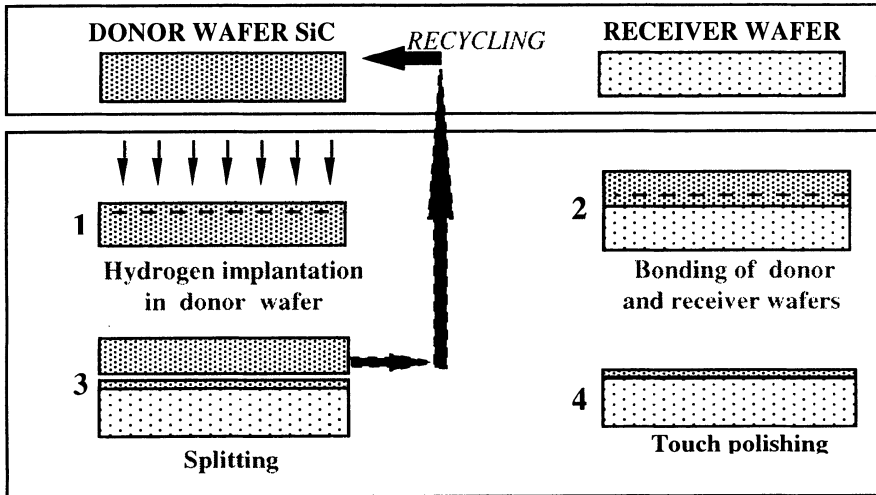 DONOR WAFER SiC
RECYCLING
RECEIVER WAFER
1
Hydrogen implantation
in donor wafer
2
Bonding of donor
and receiver wafers
3
Splitting
4
Touch polishing